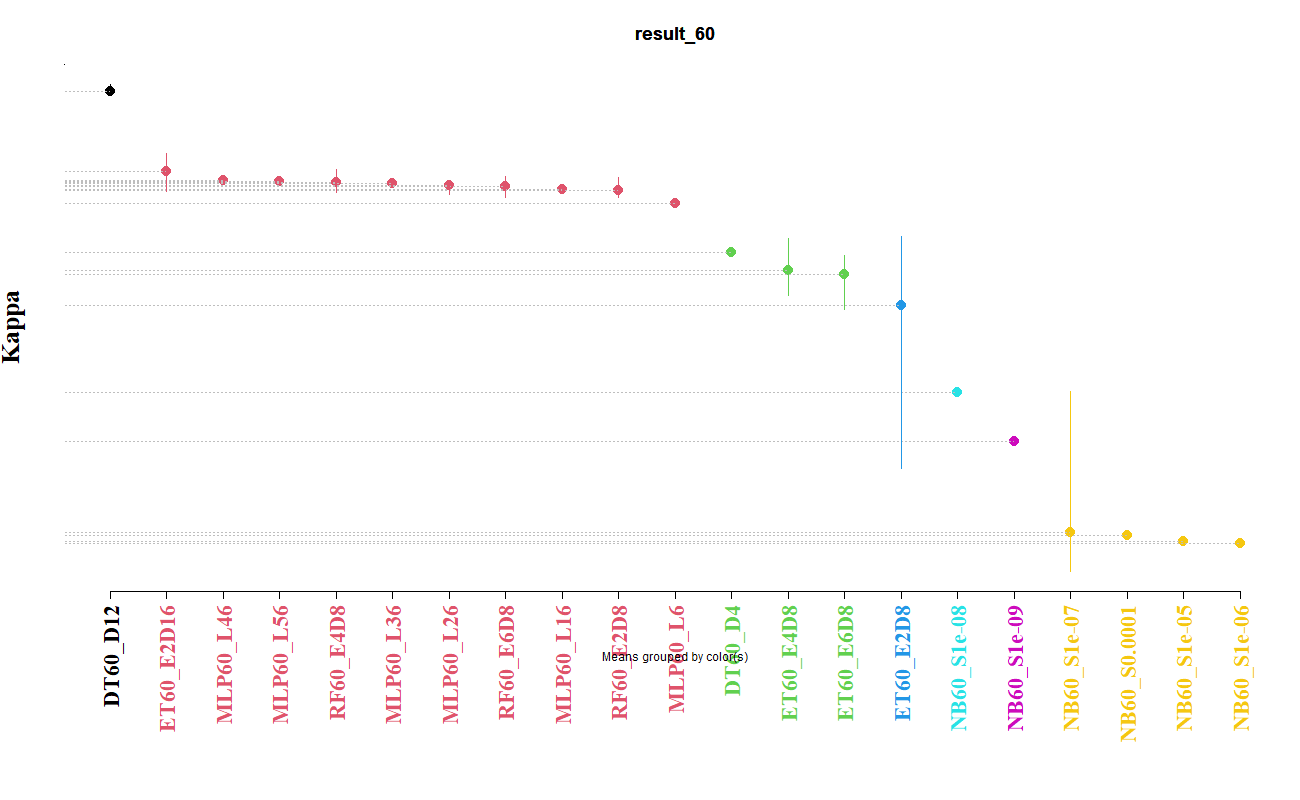 result_60
Kappa
DT60_D12
ET60_E2D16
MLP60_L46
MLP60_L56
RF60_E4D8
MLP60_L36
MLP60_L26
RF60_E6D8
MLP60_L16
RF60_E2D8
MLP60_L6
DT60_D4
ET60_E4D8
ET60_E6D8
ET60_E2D8
NB60_S1e-08
NB60_S1e-09
NB60_S1e-07
NB60_S0.0001
NB60_S1e-05
NB60_S1e-06
Means grouped by color(s)